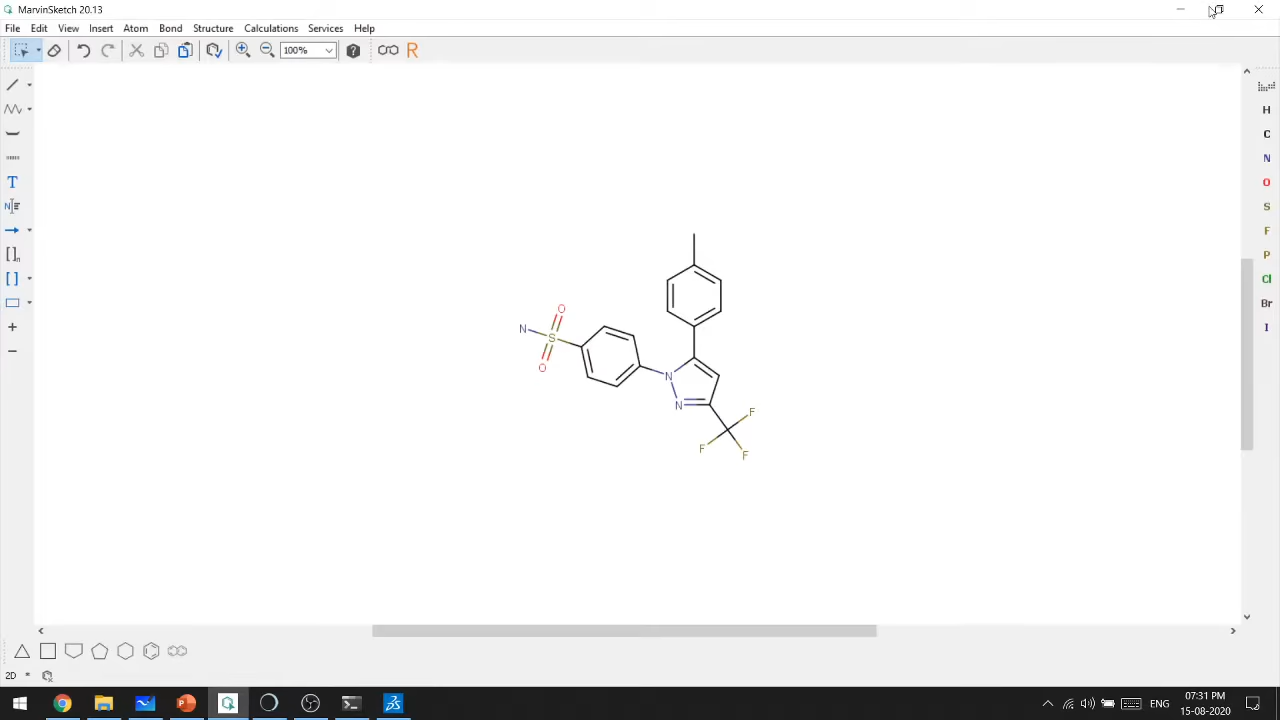 MarvinSketch 20.13
File Edit View Insert Atom Bond Structure Calculations Services Help
100% R
H
C
T N
O
N S
F
[ ]n P
[ ] Cl
Br
I
O
N S
O
N
N F
F
F
2D *
07:31 PM
ENG
15-08-2020